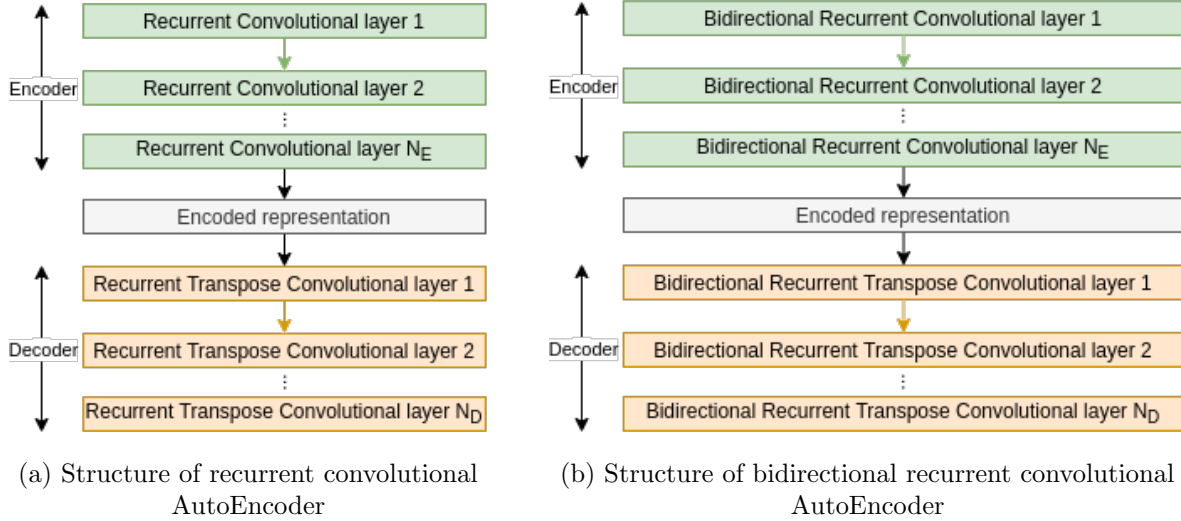 Recurrent Convolutional layer 1
Encoder
Recurrent Convolutional layer 2
⋮
Recurrent Convolutional layer N_E
Encoded representation
Recurrent Transpose Convolutional layer 1
Decoder
Recurrent Transpose Convolutional layer 2
⋮
Recurrent Transpose Convolutional layer N_D
(a) Structure of recurrent convolutional
AutoEncoder
Bidirectional Recurrent Convolutional layer 1
Encoder
Bidirectional Recurrent Convolutional layer 2
⋮
Bidirectional Recurrent Convolutional layer N_E
Encoded representation
Bidirectional Recurrent Transpose Convolutional layer 1
Decoder
Bidirectional Recurrent Transpose Convolutional layer 2
⋮
Bidirectional Recurrent Transpose Convolutional layer N_D
(b) Structure of bidirectional recurrent convolutional
AutoEncoder